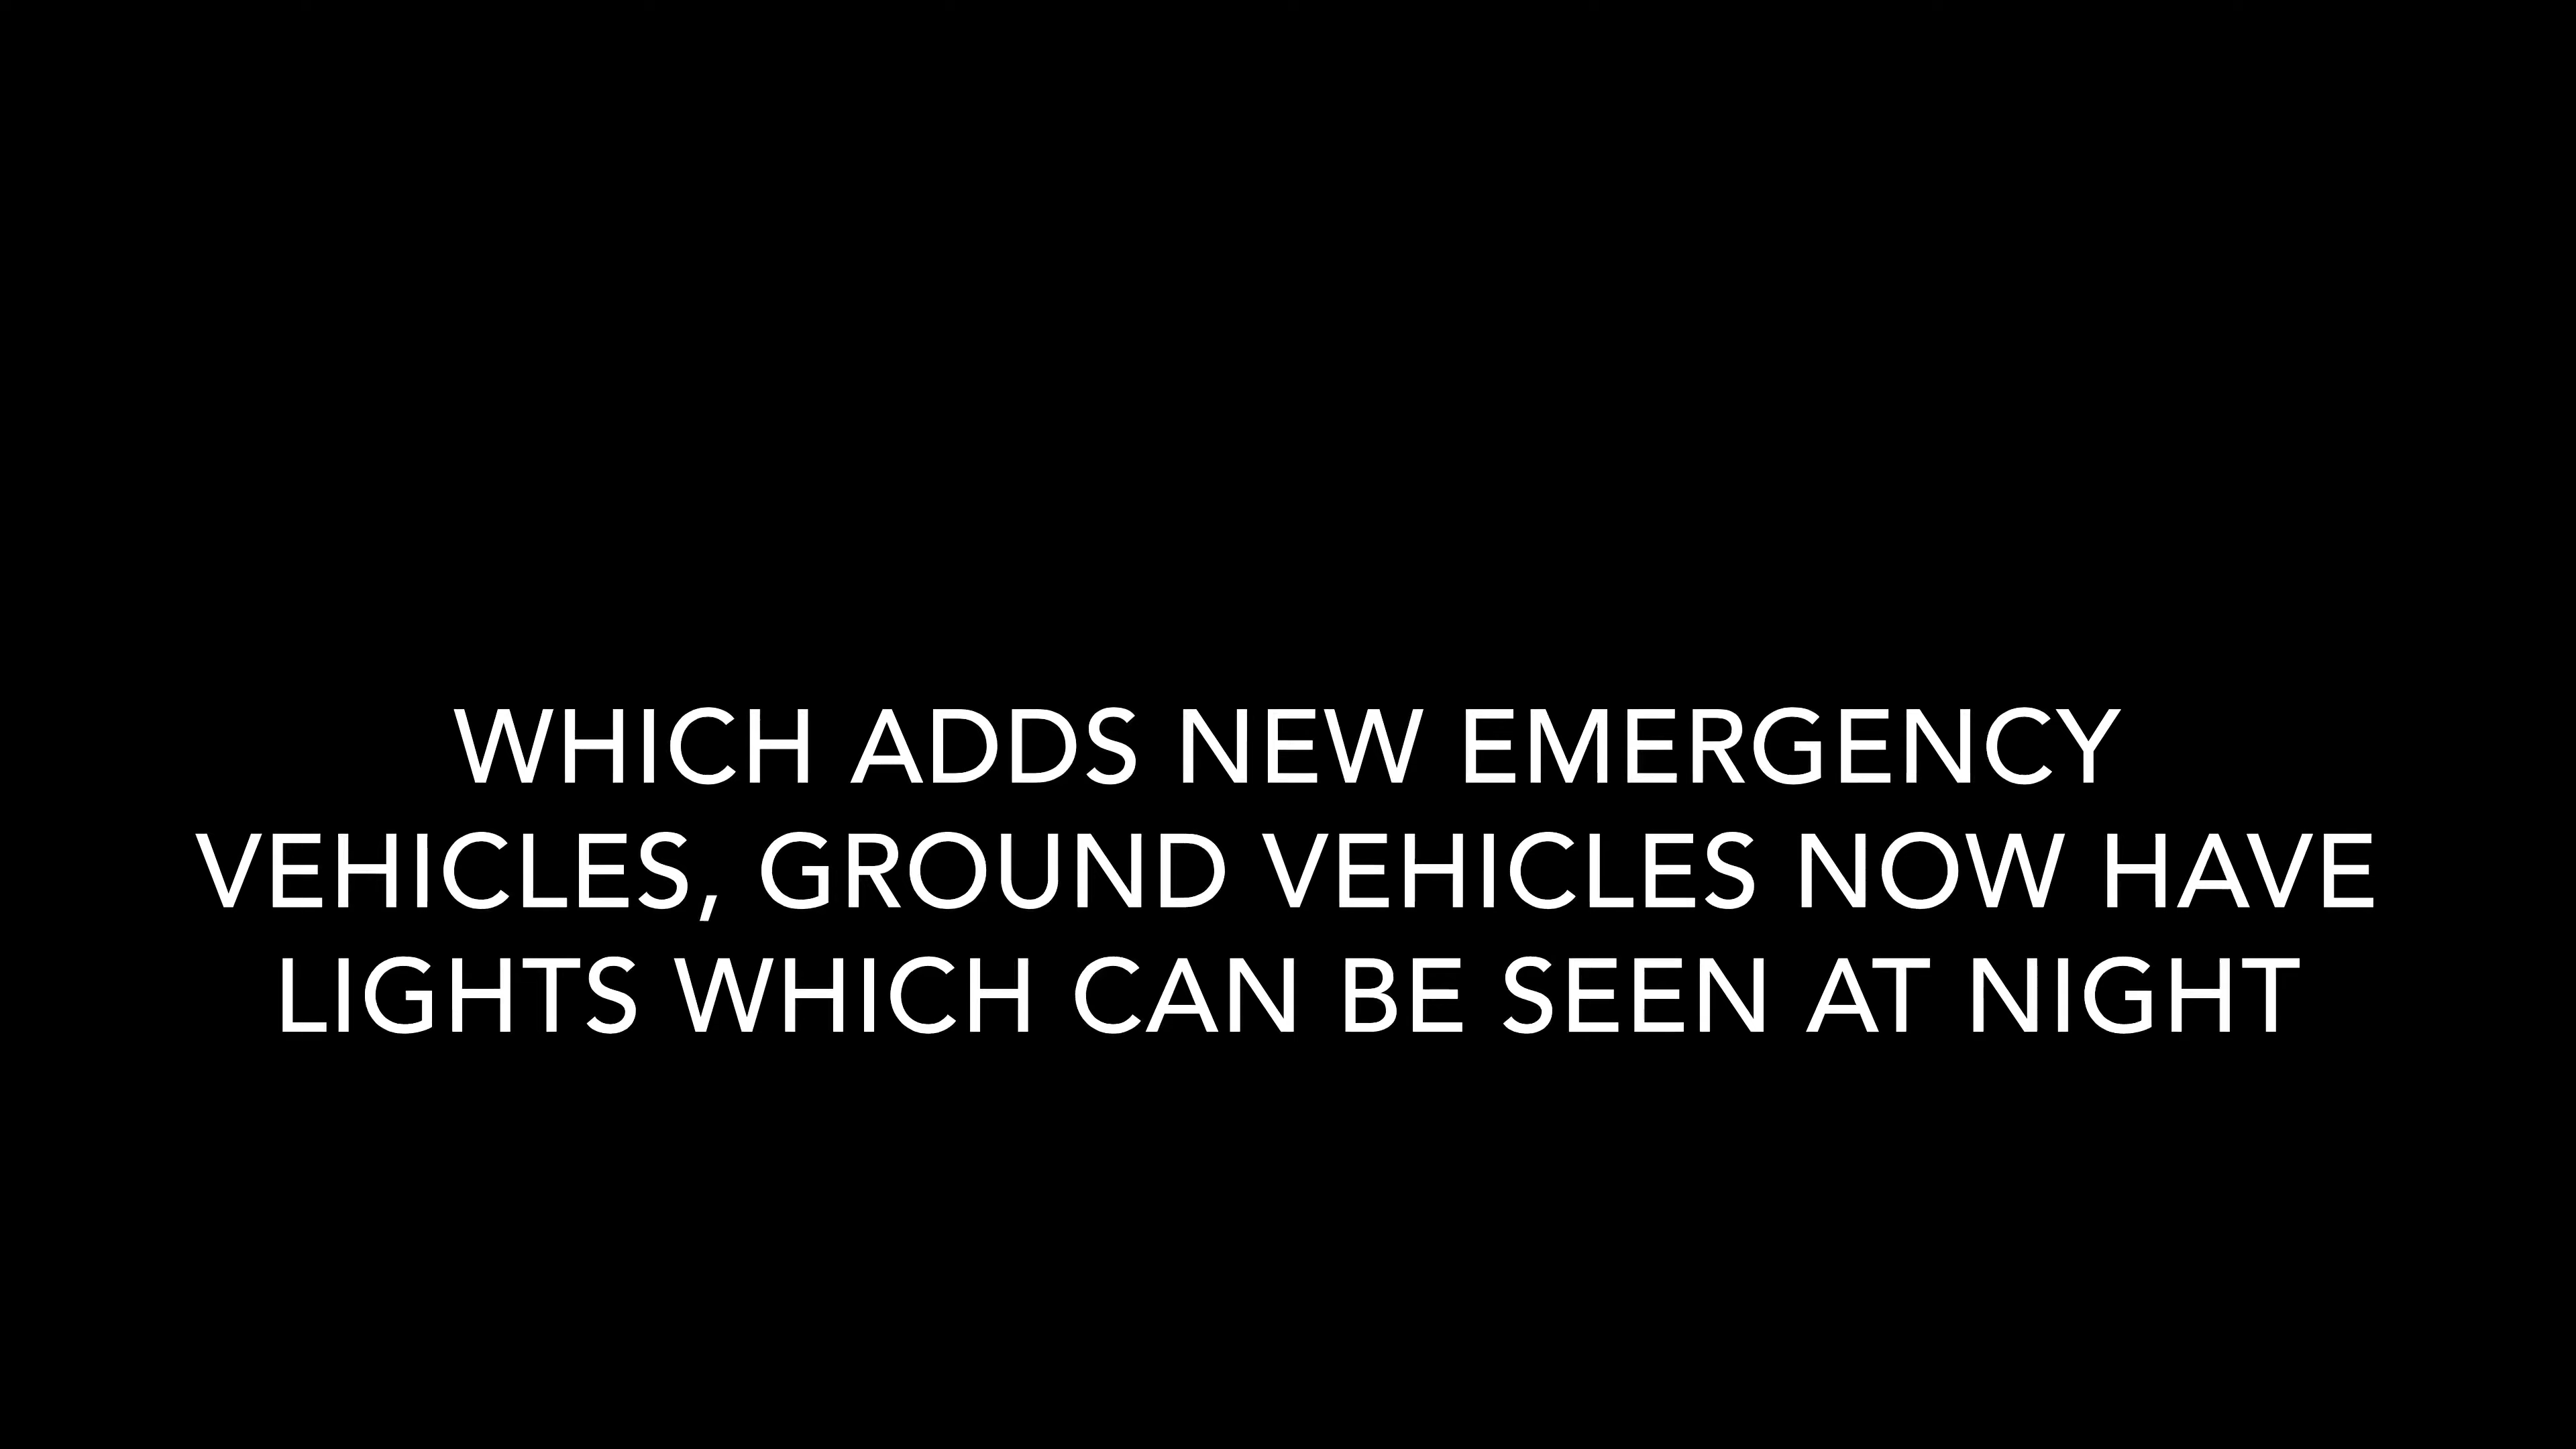 WHICH ADDS NEW EMERGENCY
VEHICLES, GROUND VEHICLES NOW HAVE
LIGHTS WHICH CAN BE SEEN AT NIGHT